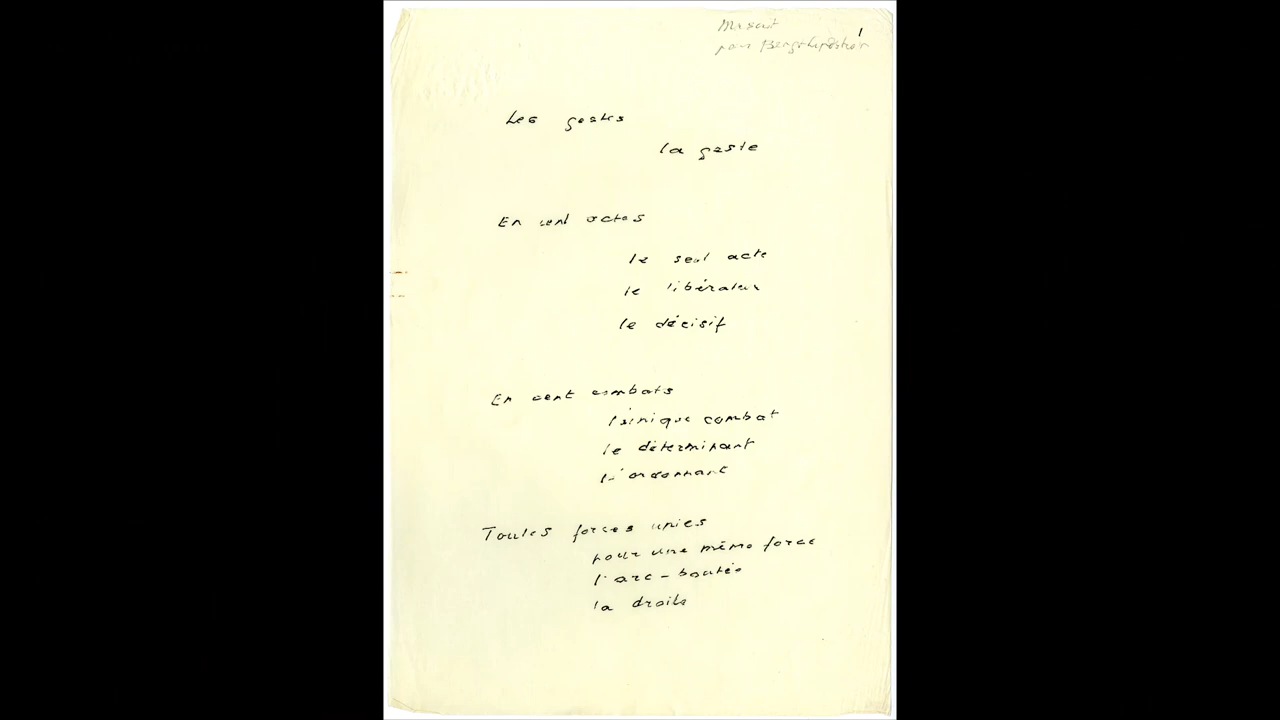 1
Les gestes
la geste
En cent actes
le seul acte
le libérateur
le décisif
En cent combats
l'unique combat
le déterminant
l'ordonnant
Toutes forces unies
pour une même force
l'arc-boutée
la droite